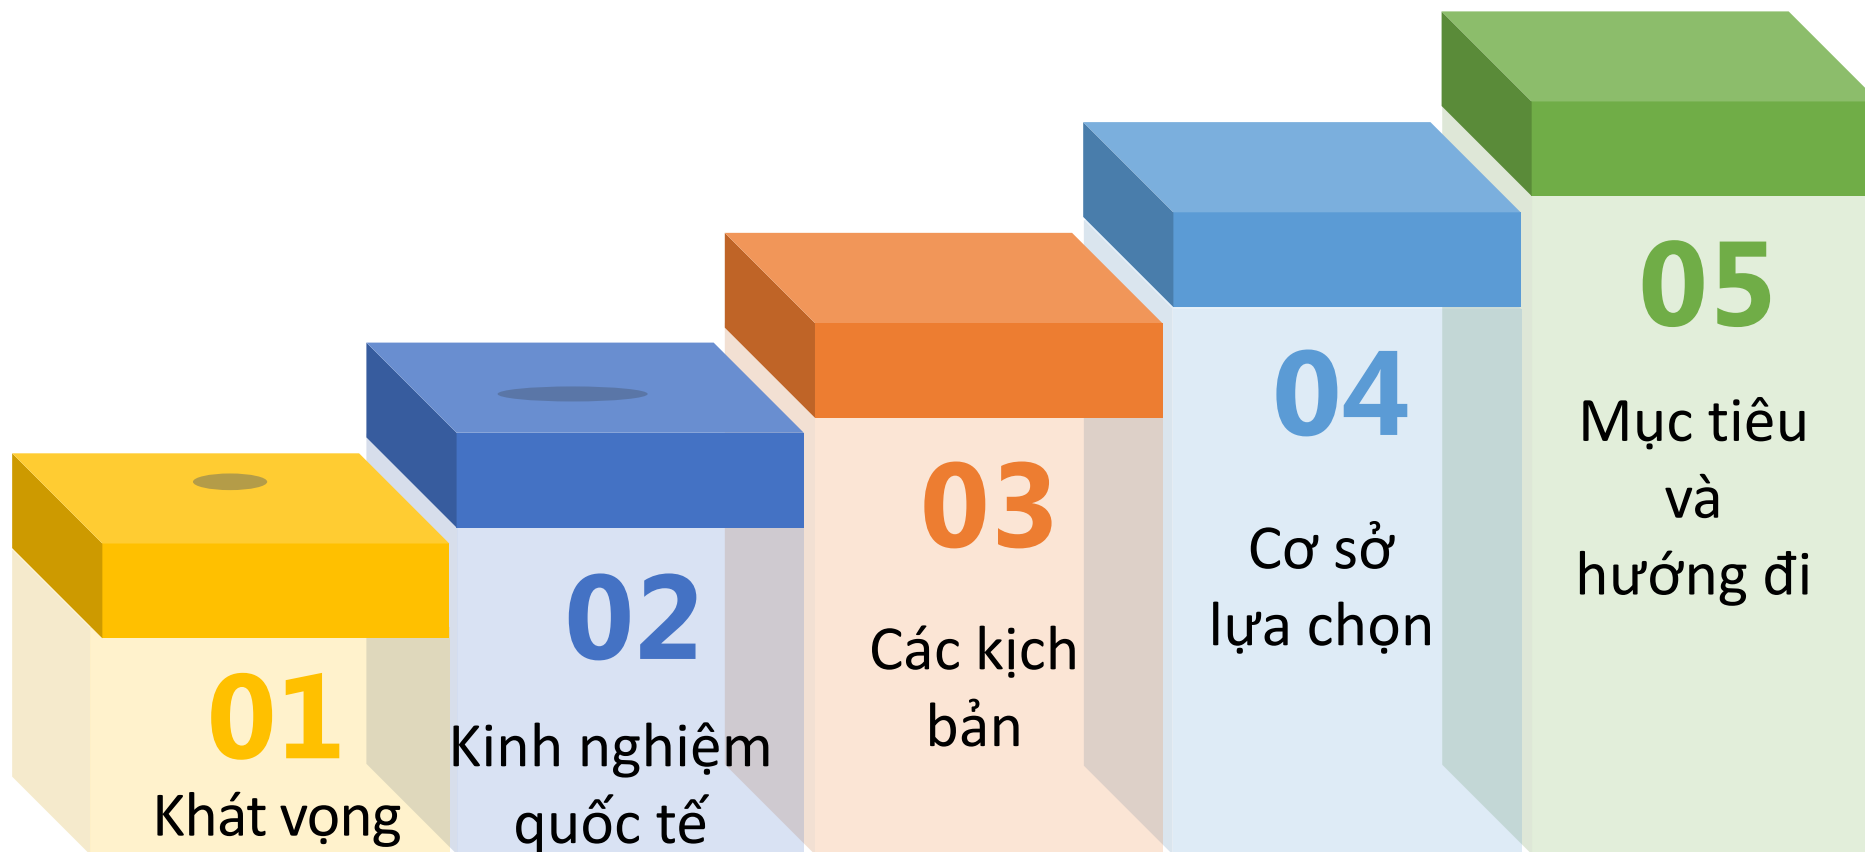 01
Khát vọng
02
Kinh nghiệm
quốc tế
03
Các kịch
bản
04
Cơ sở
lựa chọn
05
Mục tiêu
và
hướng đi